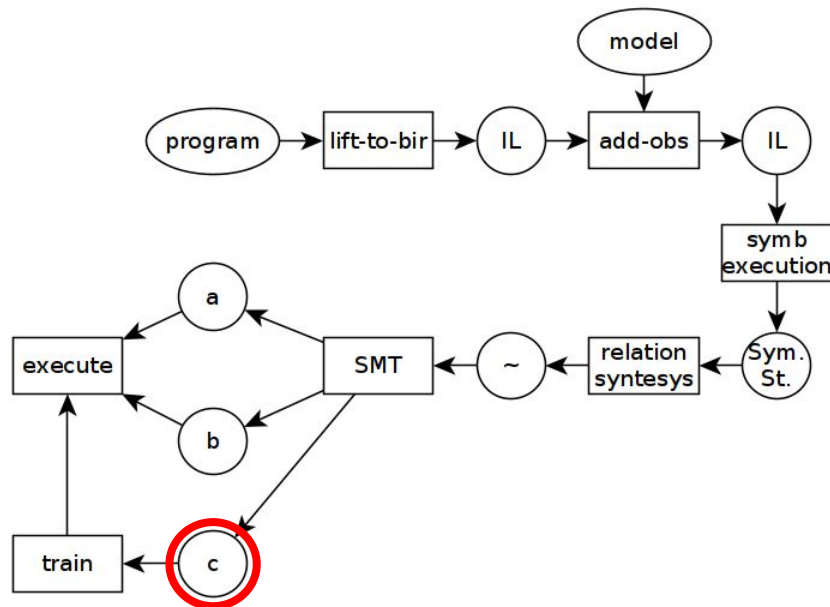 model
program
lift-to-bir
IL
add-obs
IL
symb
execution
a
execute
SMT
~
relation
syntesys
Sym.
St.
b
train
c